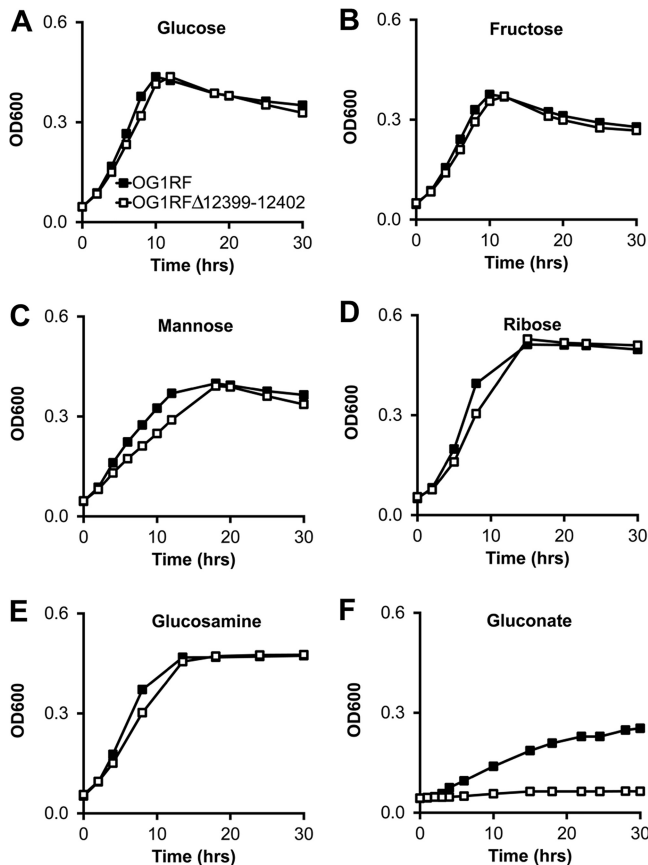 A
Glucose
0.6
0.3
0.0
OD600
OG1RF
OG1RFΔ12399-12402
0 10 20 30
Time (hrs)
B
Fructose
0.6
0.3
0.0
OD600
0 10 20 30
Time (hrs)
C
Mannose
0.6
0.3
0.0
OD600
0 10 20 30
Time (hrs)
D
Ribose
0.6
0.3
0.0
OD600
0 10 20 30
Time (hrs)
E
Glucosamine
0.6
0.3
0.0
OD600
0 10 20 30
Time (hrs)
F
Gluconate
0.6
0.3
0.0
OD600
0 10 20 30
Time (hrs)